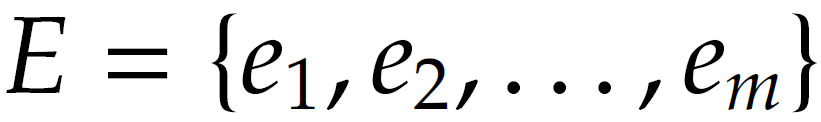 E = {e₁, e₂, . . . , eₘ}